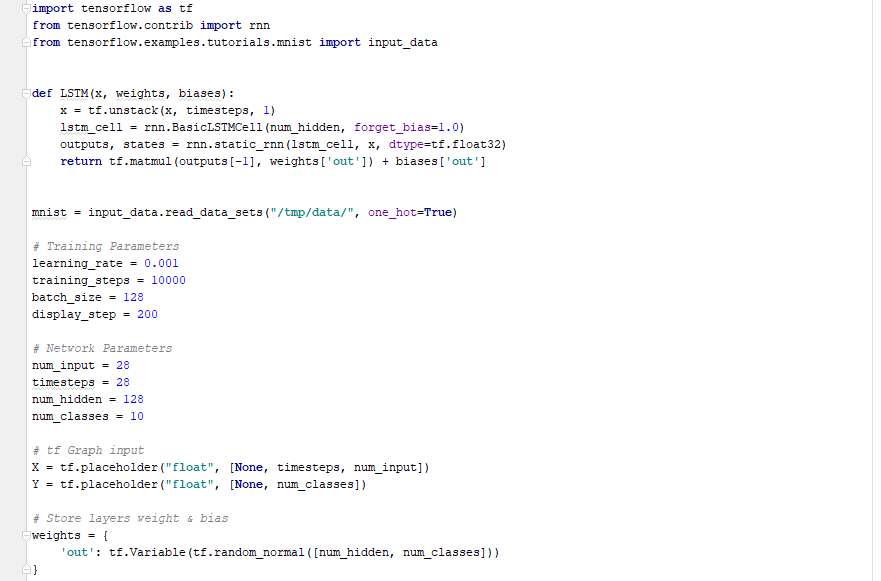 import tensorflow as tf
from tensorflow.contrib import rnn
from tensorflow.examples.tutorials.mnist import input_data
def LSTM(x, weights, biases):
    x = tf.unstack(x, timesteps, 1)
    lstm_cell = rnn.BasicLSTMCell(num_hidden, forget_bias=1.0)
    outputs, states = rnn.static_rnn(lstm_cell, x, dtype=tf.float32)
    return tf.matmul(outputs[-1], weights['out']) + biases['out']
mnist = input_data.read_data_sets("/tmp/data/", one_hot=True)
# Training Parameters
learning_rate = 0.001
training_steps = 10000
batch_size = 128
display_step = 200
# Network Parameters
num_input = 28
timesteps = 28
num_hidden = 128
num_classes = 10
# tf Graph input
X = tf.placeholder("float", [None, timesteps, num_input])
Y = tf.placeholder("float", [None, num_classes])
# Store layers weight & bias
weights = {
    'out': tf.Variable(tf.random_normal([num_hidden, num_classes]))
}